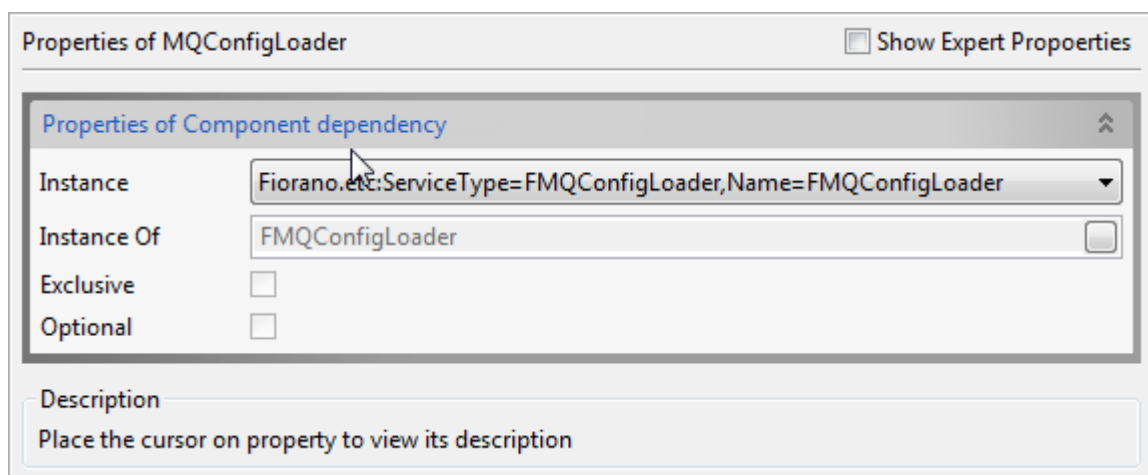 Properties of MQConfigLoader
Show Expert Propoerties
Properties of Component dependency
Instance
Fiorano.etc:ServiceType=FMQConfigLoader,Name=FMQConfigLoader
Instance Of
FMQConfigLoader
Exclusive
Optional
Description
Place the cursor on property to view its description